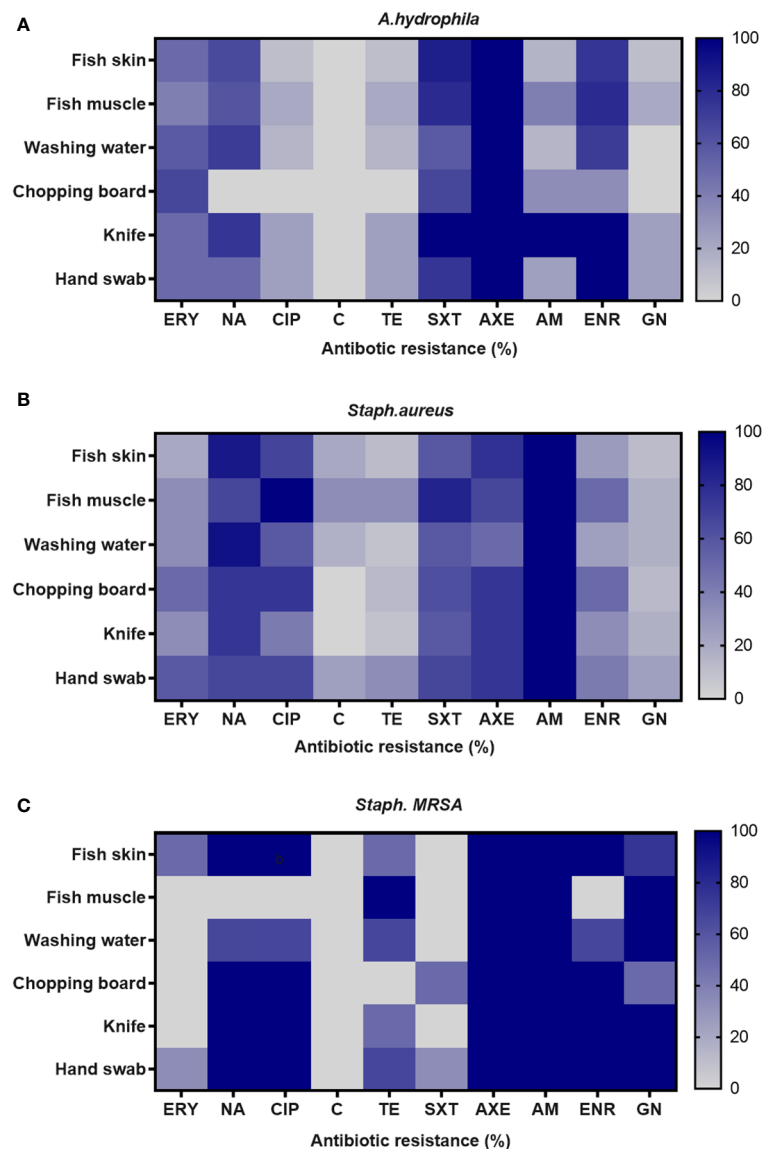 A
A.hydrophila
Fish skin
Fish muscle
Washing water
Chopping board
Knife
Hand swab
100
80
60
40
20
0
ERY NA CIP C TE SXT AXE AM ENR GN
Antibotic resistance (%)
B
Staph.aureus
Fish skin
Fish muscle
Washing water
Chopping board
Knife
Hand swab
100
80
60
40
20
0
ERY NA CIP C TE SXT AXE AM ENR GN
Antibiotic resistance (%)
C
Staph. MRSA
Fish skin
Fish muscle
Washing water
Chopping board
Knife
Hand swab
100
80
60
40
20
0
ERY NA CIP C TE SXT AXE AM ENR GN
Antibiotic resistance (%)